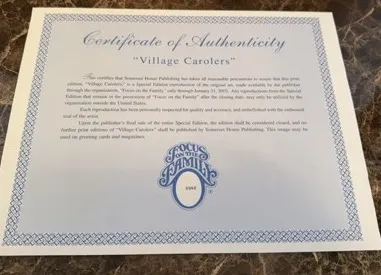 Certificate of Authenticity
"Village Carolers"
This certifies that Somerset House Publishing has taken all reasonable precautions to assure that this print
edition, "Village Carolers," is a Special Edition reproduction of the original art, made available by the publisher
through the organization, "Focus on the Family" only through January 31, Any reproductions from the Special
Edition that remain in the possession of "Focus on the Family" after the closing date, may only be utilized by the
organization outside the United States.
Each reproduction has been personally inspected for quality and accuracy, and embellished with the embossed
seal of the artist.
Upon the publisher's final sale of the entire Special Edition, the edition shall be considered closed, and no
further print editions of "Village Carolers" shall be published by Somerset House Publishing. This image may be
used on greeting cards and magazines.
FOCUS
ON THE
FAMILY